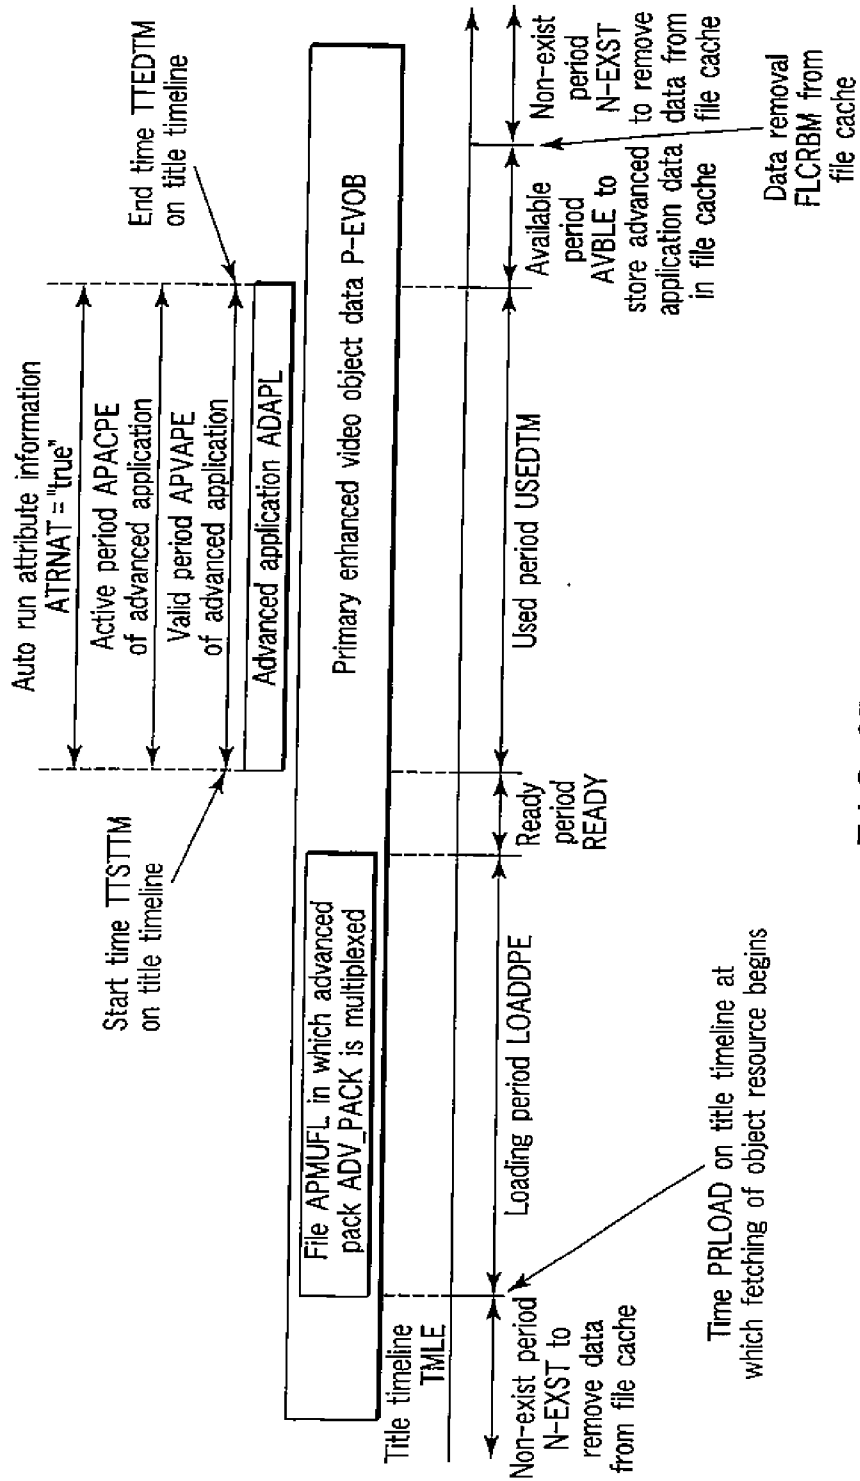 Auto run attribute information
ATRNAT = "true"
Active period APACPE
of advanced application
Valid period APVAPE
of advanced application
Start time TTSTTM
on title timeline
End time TTEDTM
on title timeline
Advanced application ADAPL
File APMUFL in which advanced
pack ADV_PACK is multiplexed
Primary enhanced video object data P-EVOB
Title timeline
TMLE
Non-exist period
N-EXST to
remove data
from file cache
Loading period LOADDPE
Ready
period
READY
Used period USEDTM
Available
period
AVBLE to
store advanced
application data
in file cache
Non-exist
period
N-EXST
to remove
data from
file cache
Time PRLOAD on title timeline at
which fetching of object resource begins
Data removal
FLCRBM from
file cache